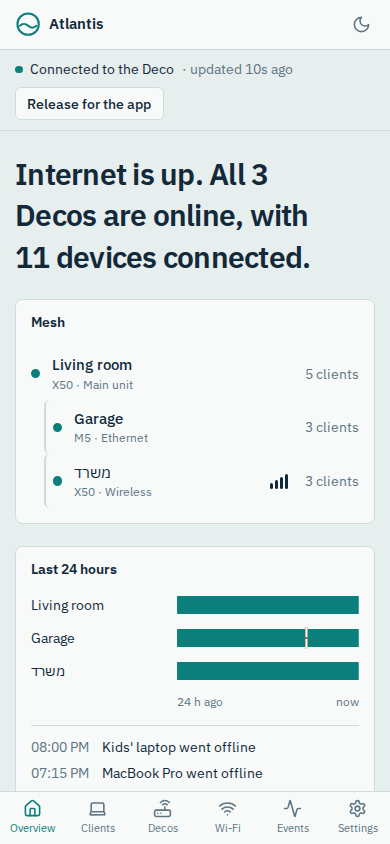 Atlantis
Connected to the Deco · updated 10s ago
Release for the app
Internet is up. All 3
Decos are online, with
11 devices connected.
Mesh
Living room
X50 · Main unit
5 clients
Garage
M5 · Ethernet
3 clients
משרד
X50 · Wireless
3 clients
Last 24 hours
Living room
Garage
משרד
24 h ago now
08:00 PM Kids' laptop went offline
07:15 PM MacBook Pro went offline
Overview Clients Decos Wi-Fi Events Settings